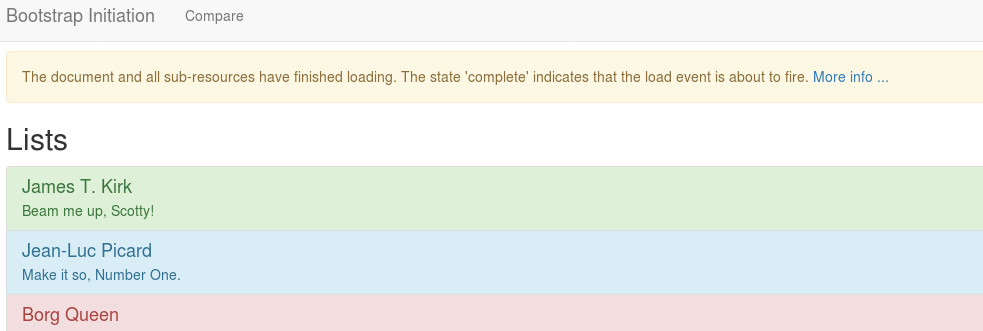 Bootstrap Initiation Compare
The document and all sub-resources have finished loading. The state 'complete' indicates that the load event is about to fire. More info ...
Lists
James T. Kirk
Beam me up, Scotty!
Jean-Luc Picard
Make it so, Number One.
Borg Queen